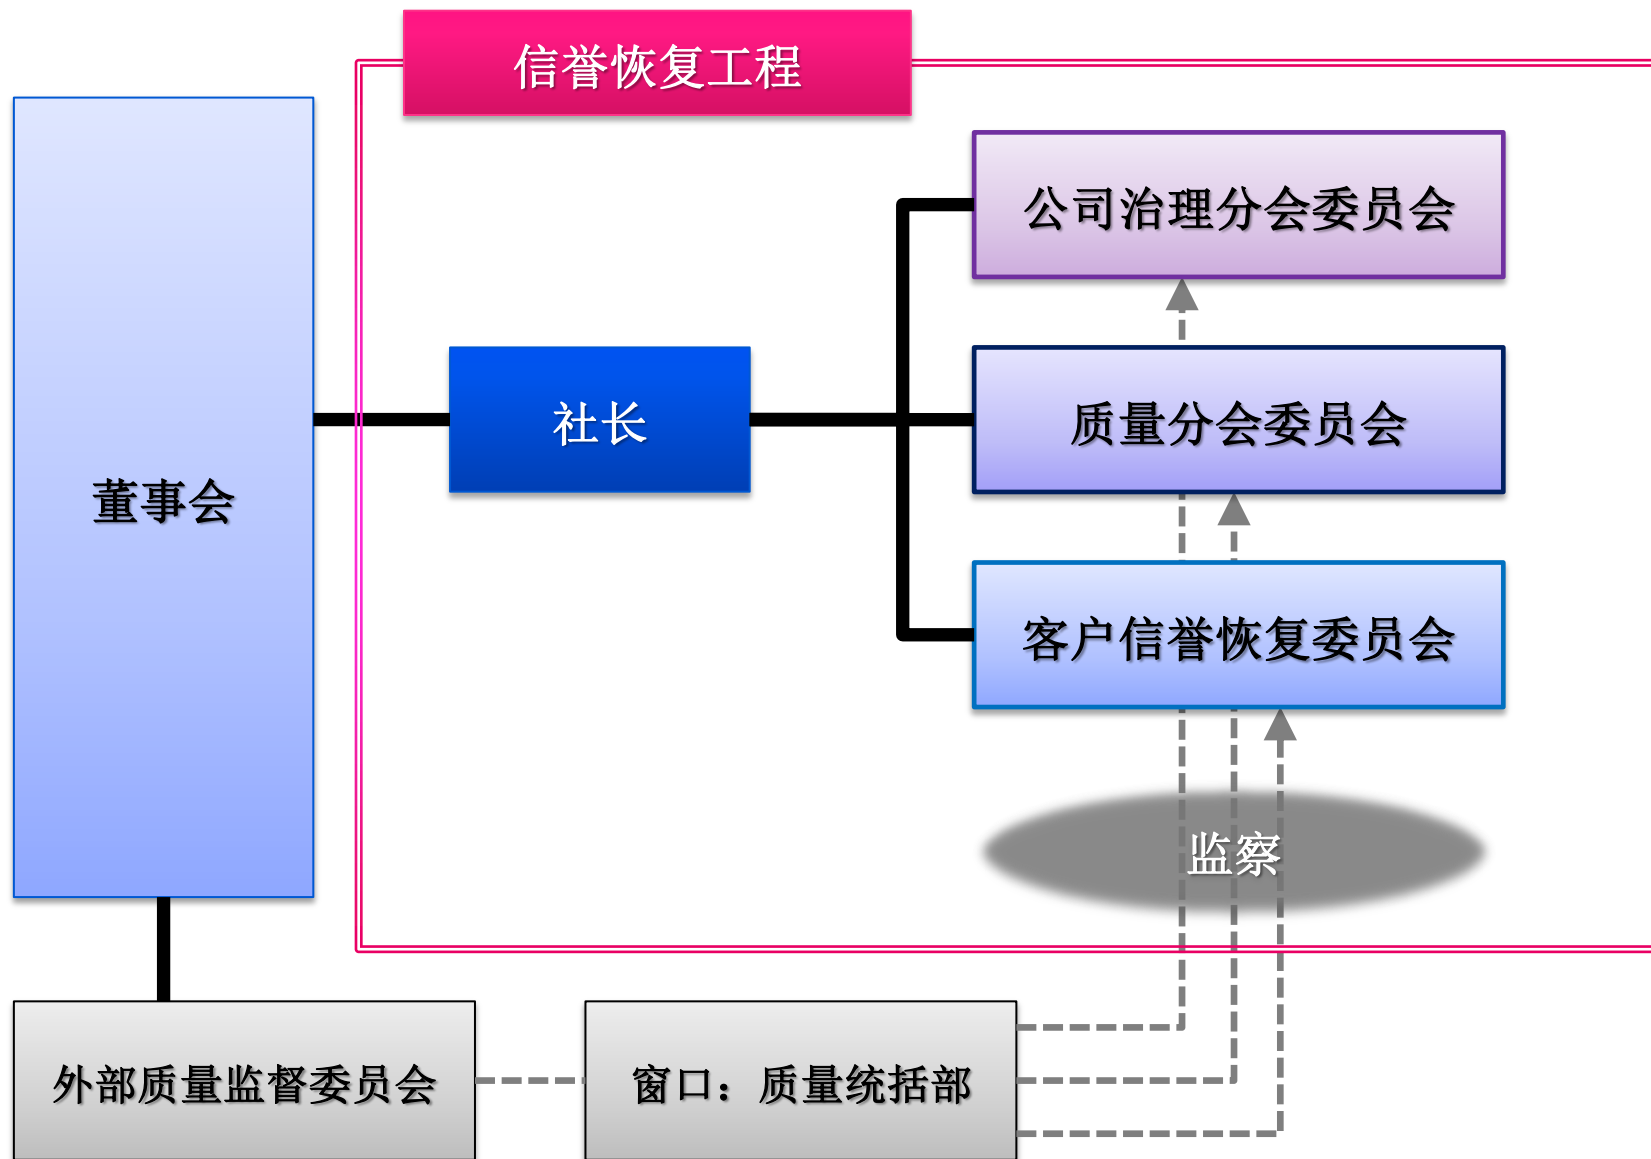 信誉恢复工程
公司治理分会委员会
社长
质量分会委员会
董事会
客户信誉恢复委员会
监察
外部质量监督委员会
窗口：质量统括部